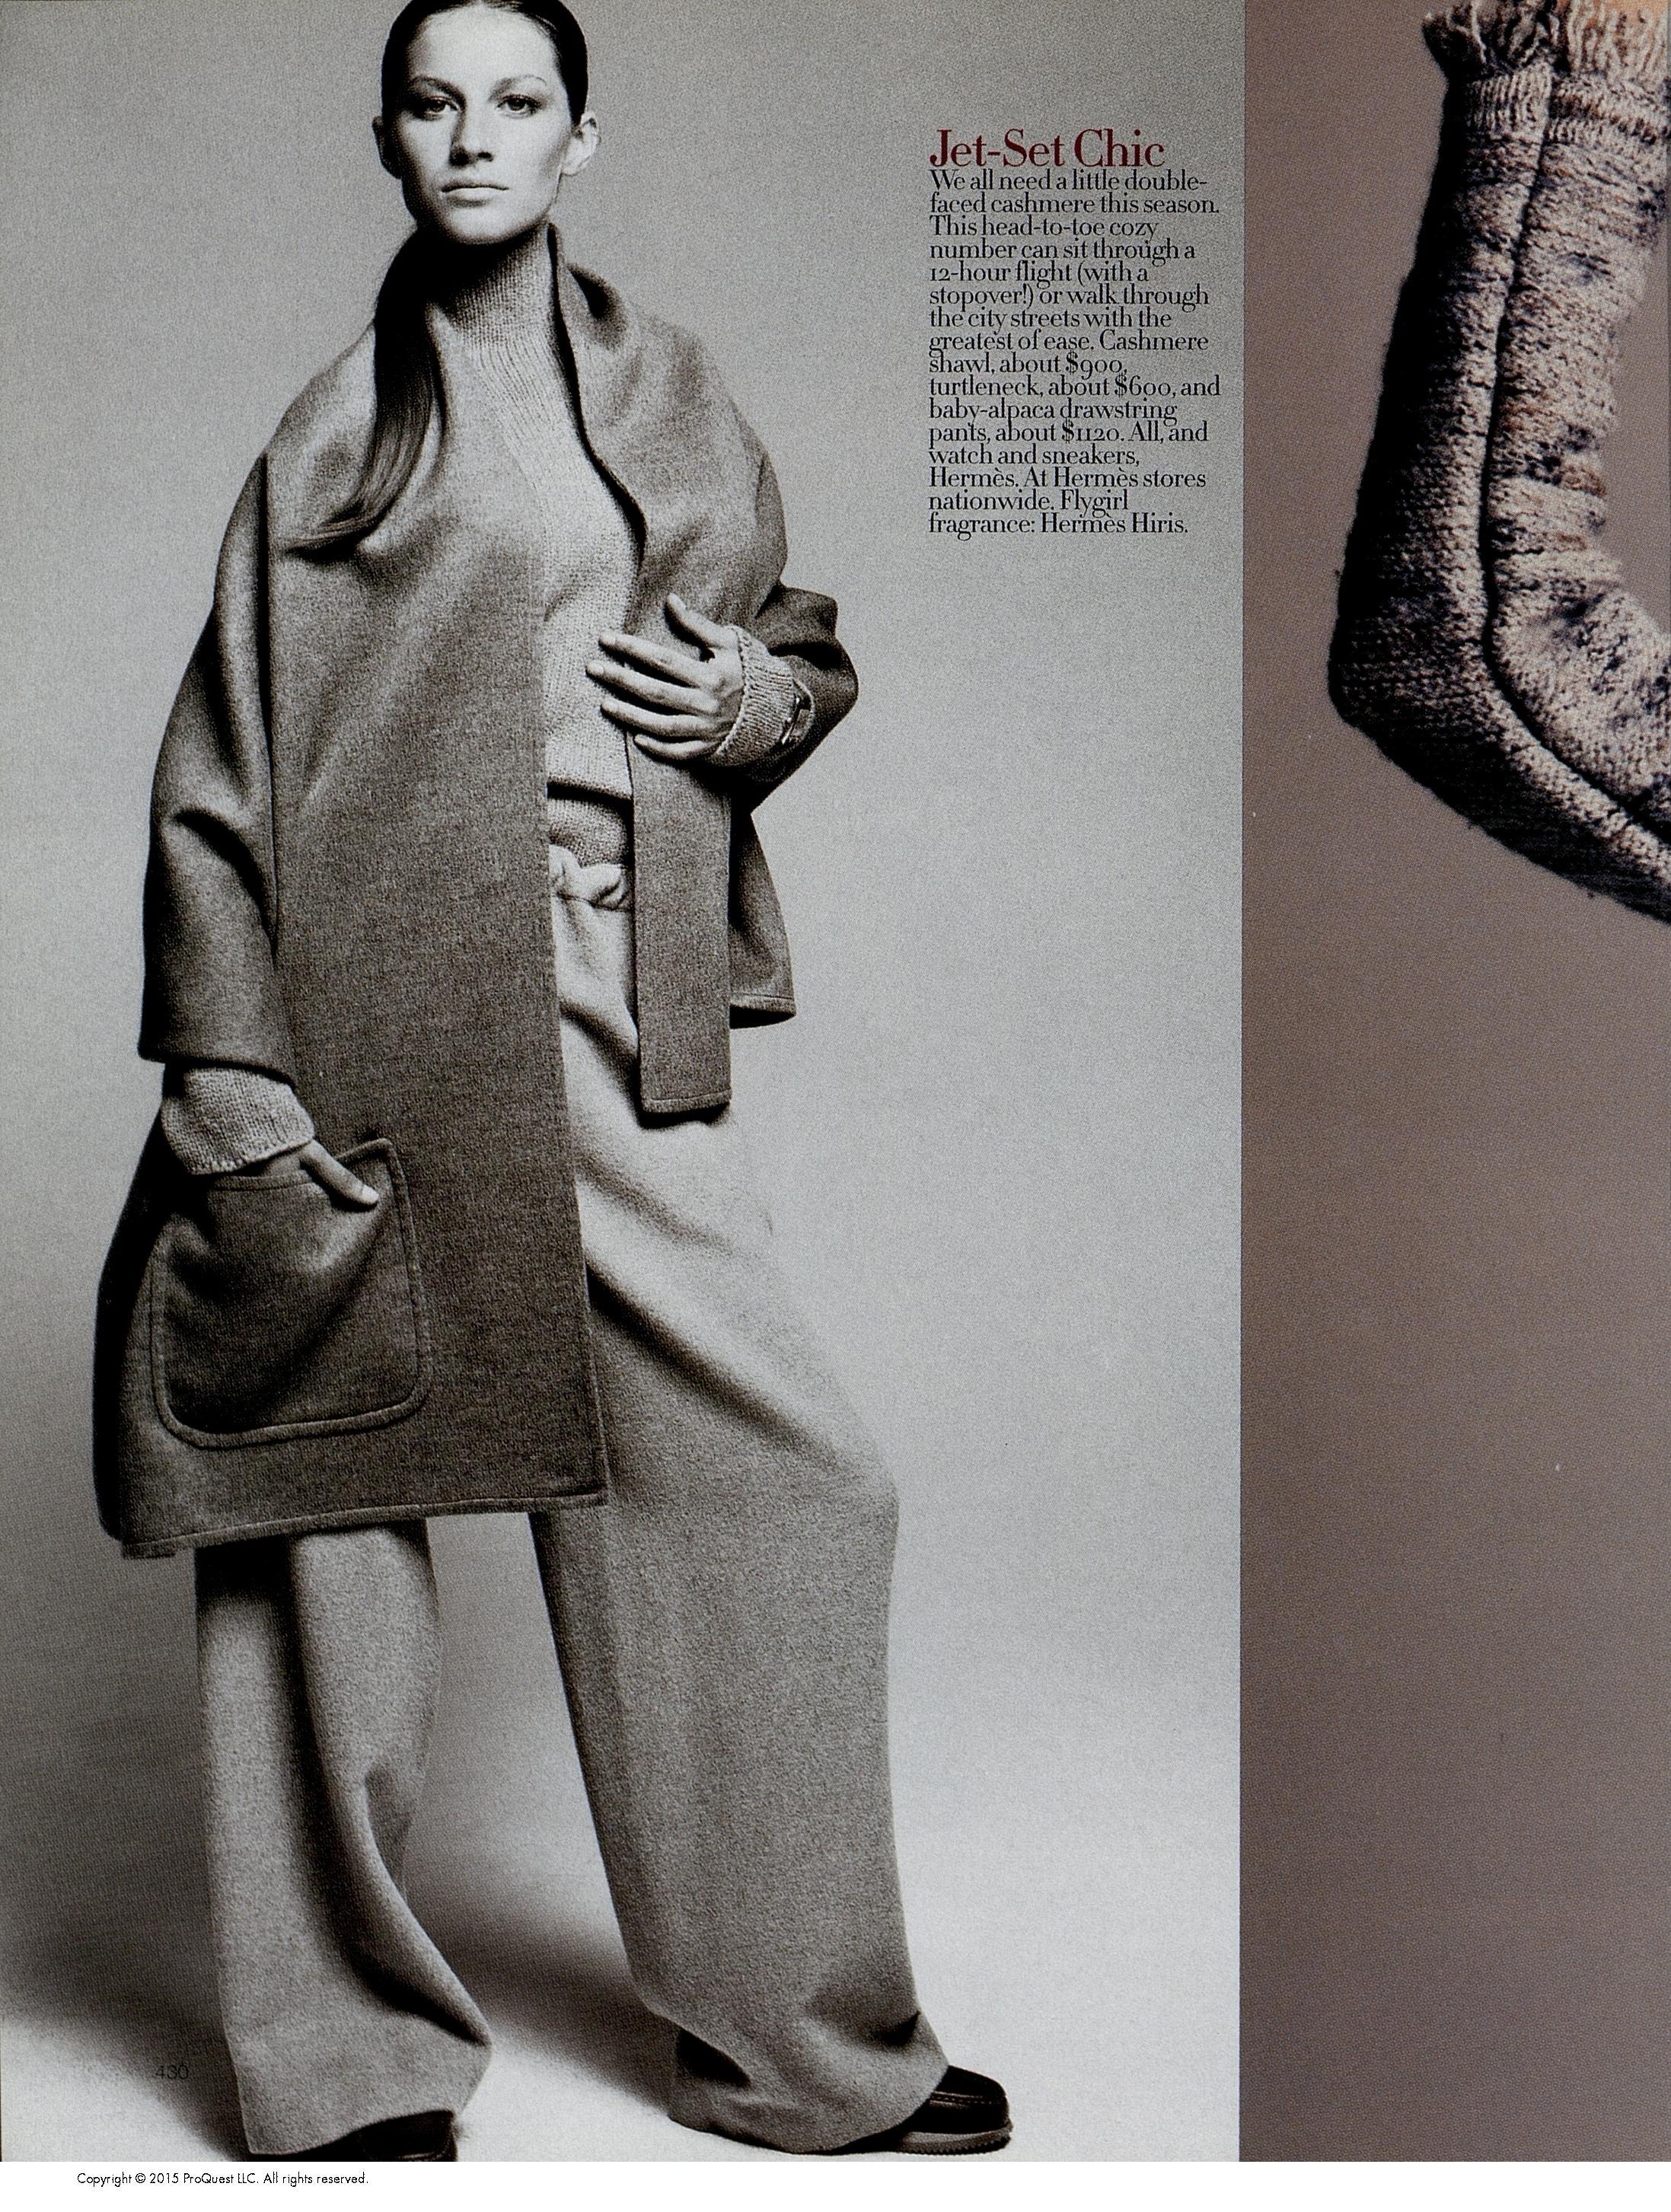 Jet-Set Chic
We all need a little double-
faced cashmere this season.
This head-to-toe cozy
number can sit through a
12-hour flight (with a
stopover!) or walk through
the city streets with the
greatest of ease. Cashmere
shawl, about $900,
turtleneck, about $600, and
baby-alpaca drawstring
pants, about $1120. All, and
watch and sneakers,
Hermès. At Hermès stores
nationwide. Flygirl
fragrance: Hermès Hiris.
430
Copyright © 2015 ProQuest LLC. All rights reserved.